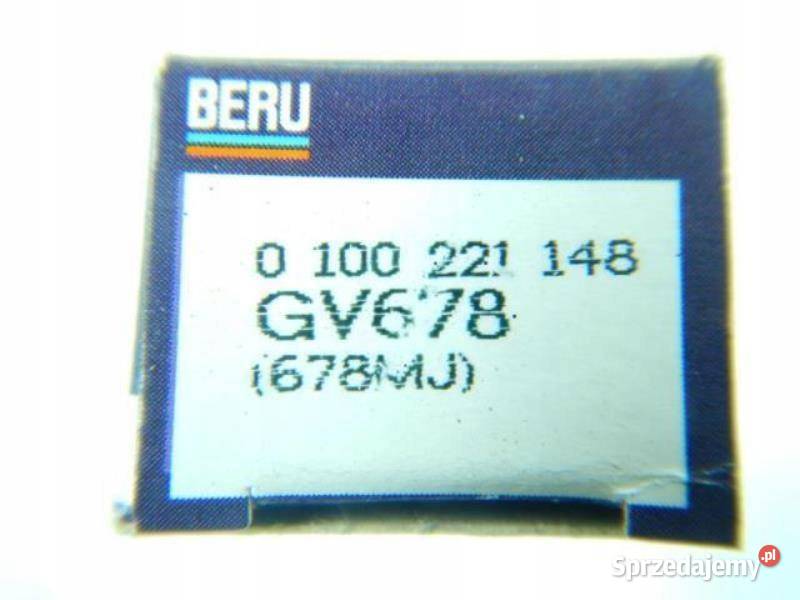 BERU
0 100 221 148
GV678
(678MJ)
Sprzedajemy.pl